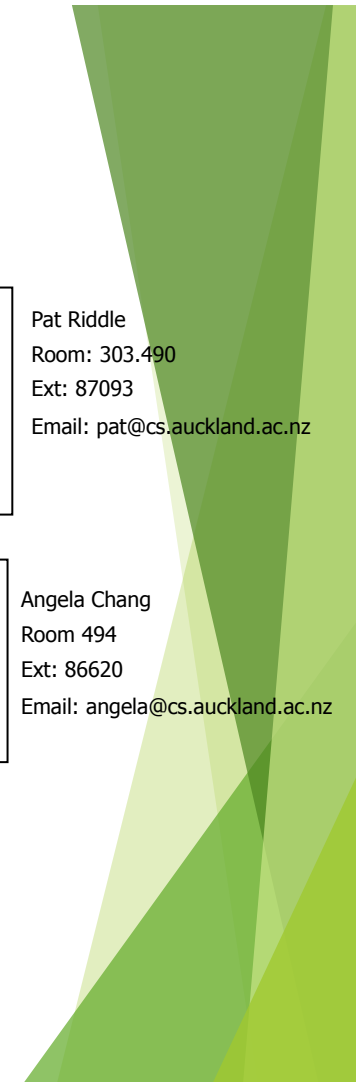 Pat Riddle
Room: 303.490
Ext: 87093
Email: pat@cs.auckland.ac.nz
Angela Chang
Room 494
Ext: 86620
Email: angela@cs.auckland.ac.nz